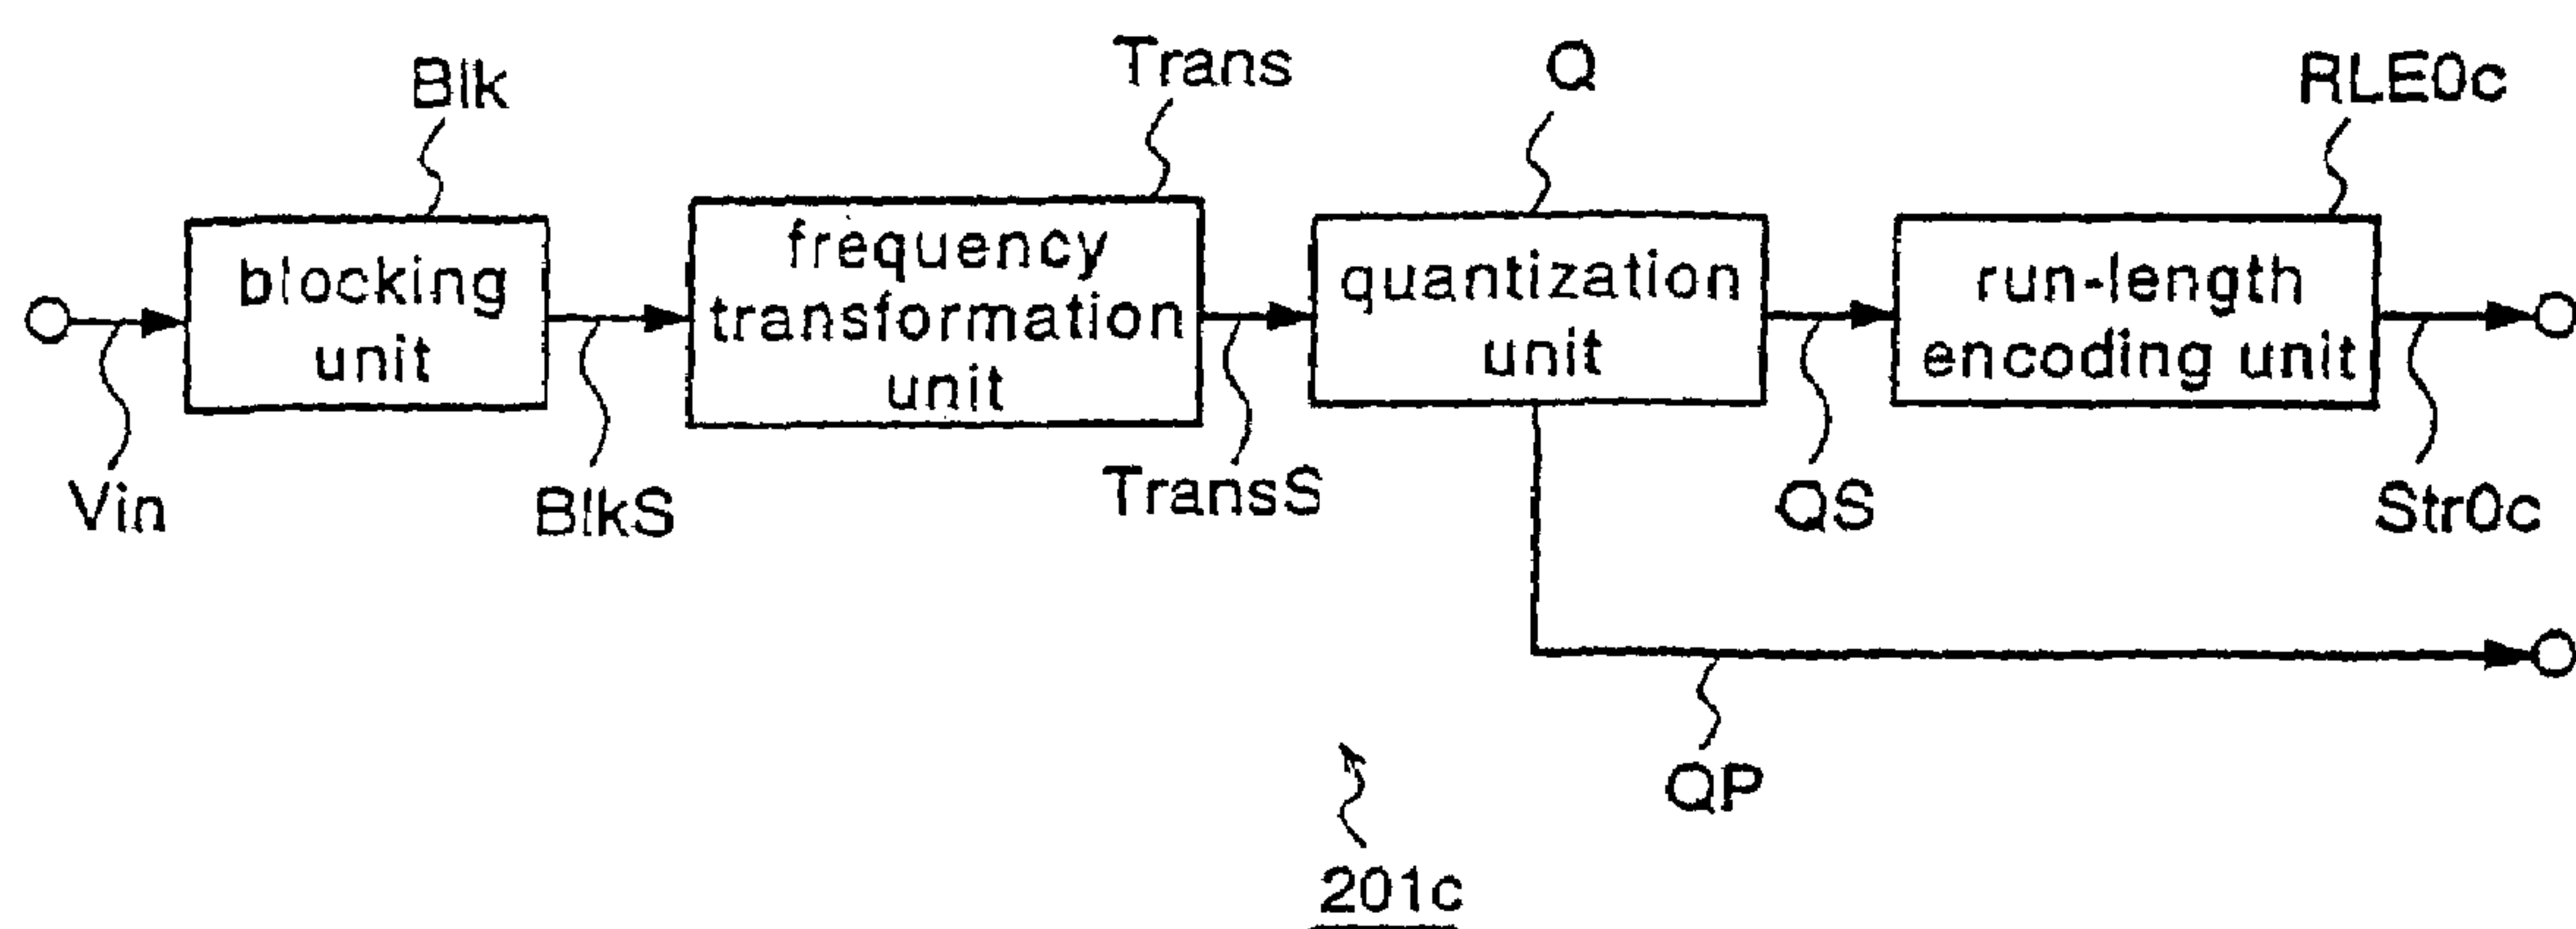 Blk
Trans
Q
RLE0c
blocking
unit
frequency
transformation
unit
quantization
unit
run-length
encoding unit
Vin
BlkS
TransS
QS
Str0c
QP
201c